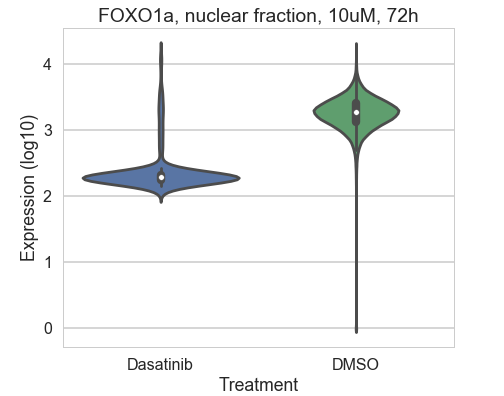 FOXO1a, nuclear fraction, 10uM, 72h
Expression (log10)
4
3
2
1
0
Dasatinib DMSO
Treatment